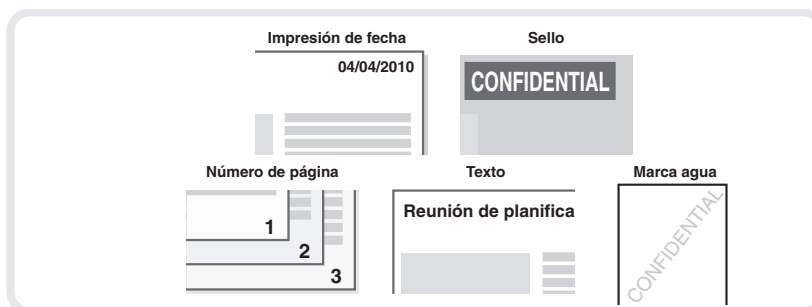 Impresión de fecha
04/04/2010
Sello
CONFIDENTIAL
Número de página
1
2
3
Texto
Reunión de planifica
Marca agua
CONFIDENTIAL